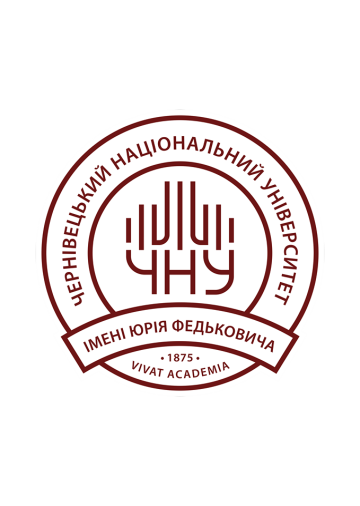 ЧЕРНІВЕЦЬКИЙ НАЦІОНАЛЬНИЙ УНІВЕРСИТЕТ
ЧНУ
ІМЕНІ ЮРІЯ ФЕДЬКОВИЧА
• 1875 •
VIVAT ACADEMIA